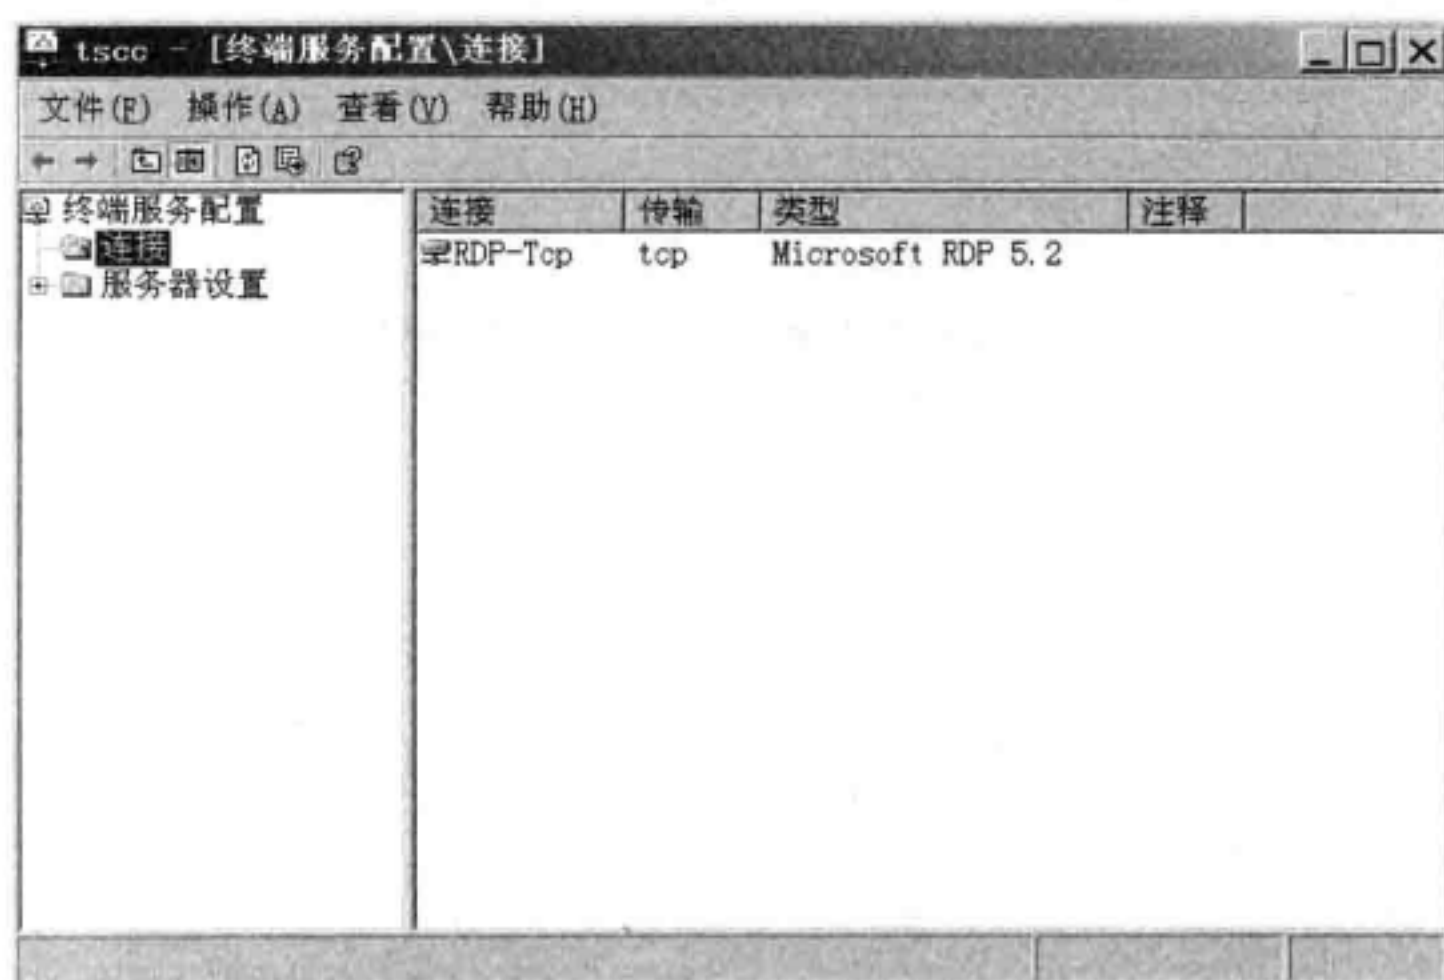 tscc - [终端服务配置\连接]
文件(F) 操作(A) 查看(V) 帮助(H)
终端服务配置
连接
服务器设置
连接 传输 类型 注释
RDP-Tcp tcp Microsoft RDP 5.2